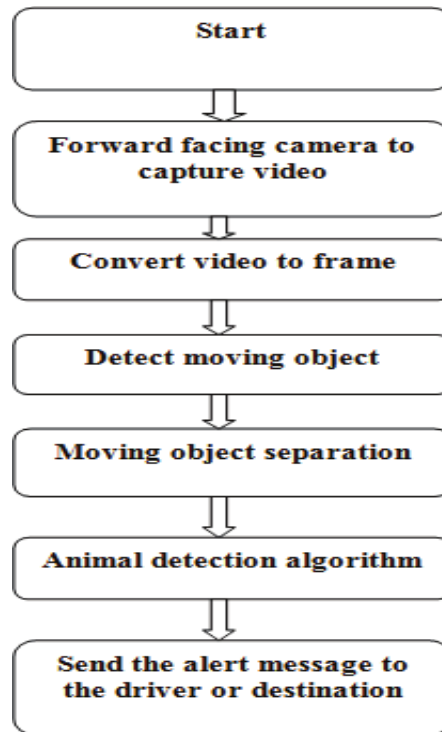 Start
Forward facing camera to
capture video
Convert video to frame
Detect moving object
Moving object separation
Animal detection algorithm
Send the alert message to
the driver or destination